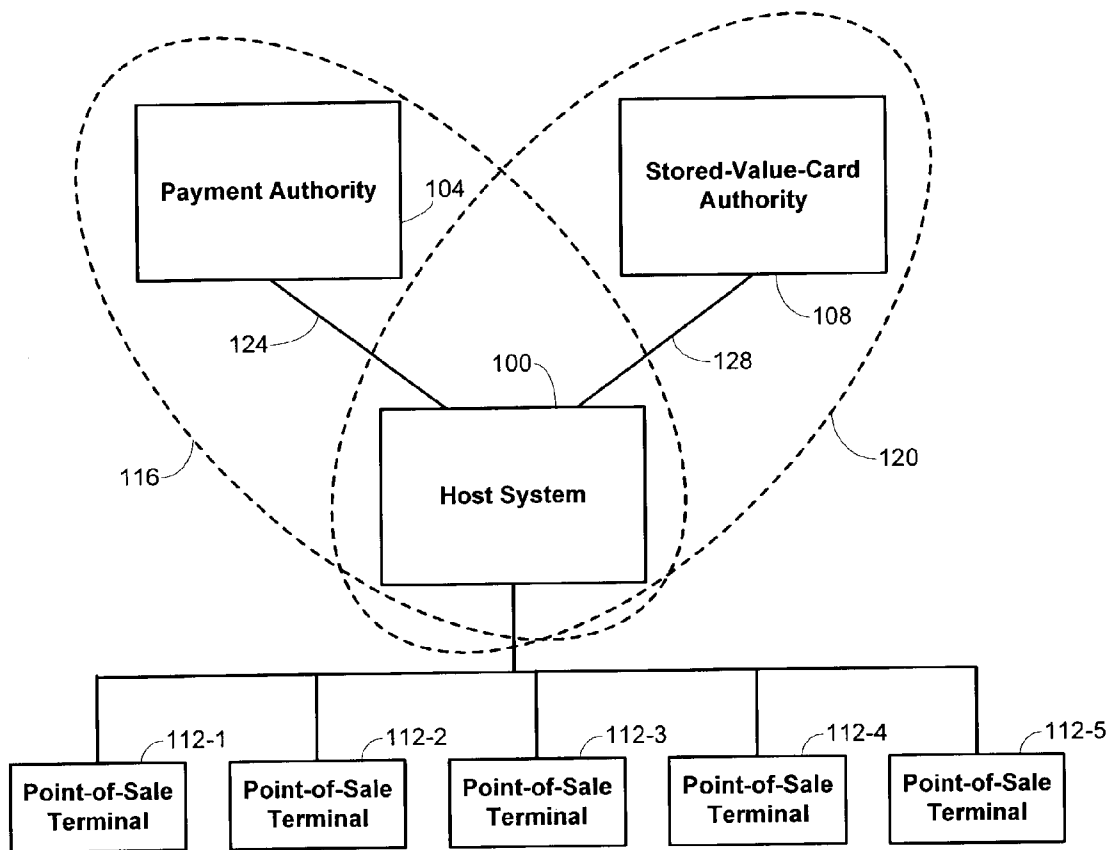 Payment Authority
104
Stored-Value-Card
Authority
108
124
128
100
116
120
Host System
112-1
112-2
112-3
112-4
112-5
Point-of-Sale
Terminal
Point-of-Sale
Terminal
Point-of-Sale
Terminal
Point-of-Sale
Terminal
Point-of-Sale
Terminal